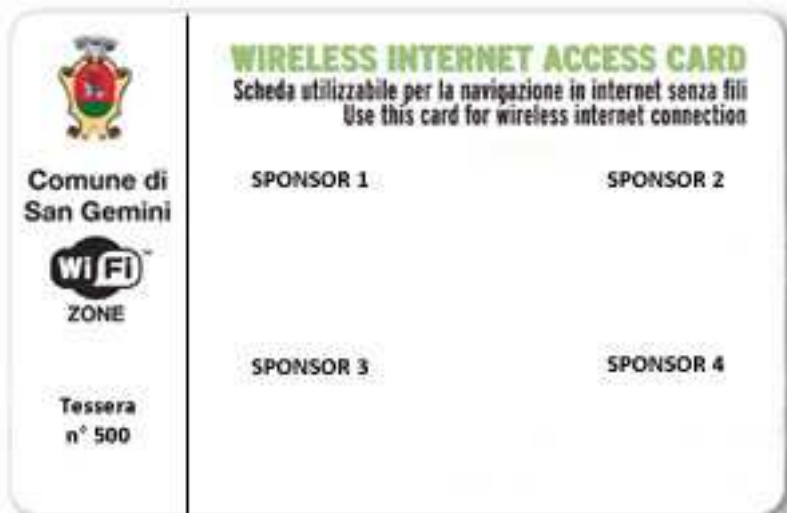 Comune di
San Gemini
Wi Fi
ZONE
Tessera
n° 500
WIRELESS INTERNET ACCESS CARD
Scheda utilizzabile per la navigazione in internet senza fili
Use this card for wireless internet connection
SPONSOR 1
SPONSOR 2
SPONSOR 3
SPONSOR 4